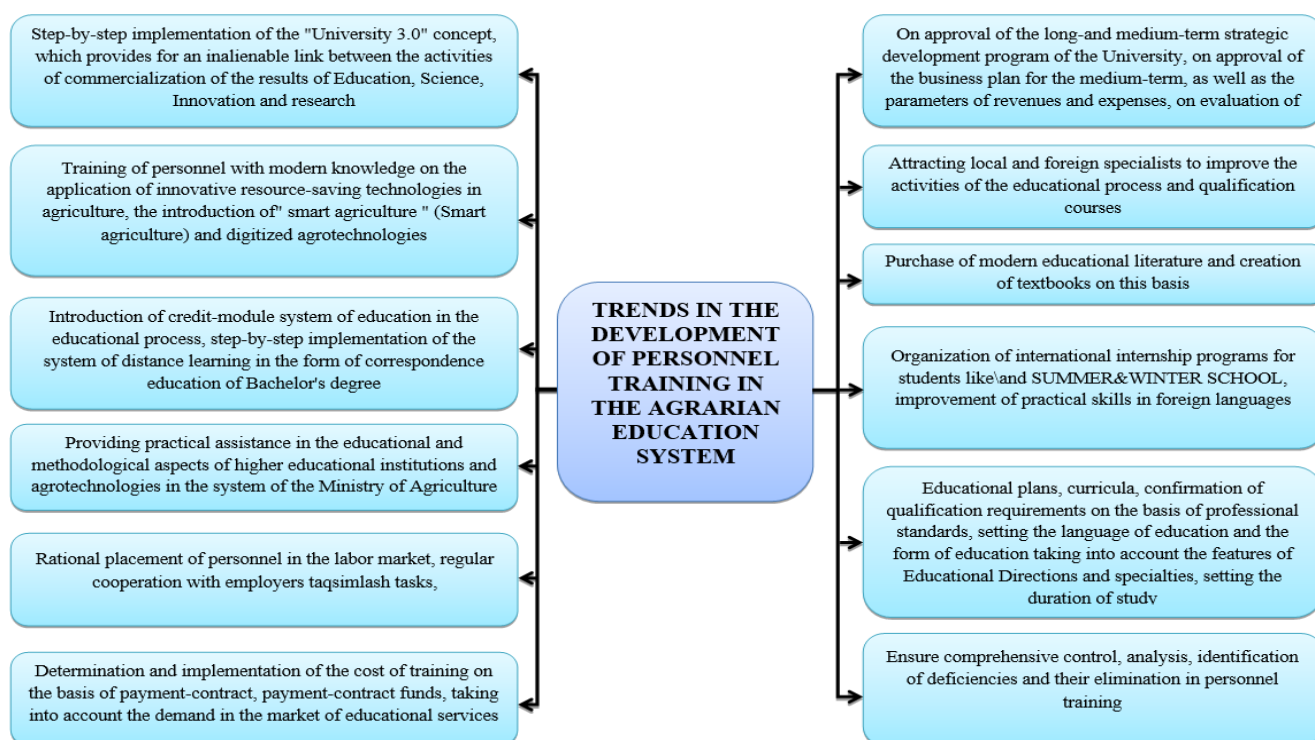 Step-by-step implementation of the "University 3.0" concept,
which provides for an inalienable link between the activities
of commercialization of the results of Education, Science,
Innovation and research
Training of personnel with modern knowledge on the
application of innovative resource-saving technologies in
agriculture, the introduction of" smart agriculture " (Smart
agriculture) and digitized agrotechnologies
Introduction of credit-module system of education in the
educational process, step-by-step implementation of the
system of distance learning in the form of correspondence
education of Bachelor's degree
Providing practical assistance in the educational and
methodological aspects of higher educational institutions and
agrotechnologies in the system of the Ministry of Agriculture
Rational placement of personnel in the labor market, regular
cooperation with employers taqsimlash tasks,
Determination and implementation of the cost of training on
the basis of payment-contract, payment-contract funds, taking
into account the demand in the market of educational services
TRENDS IN THE
DEVELOPMENT
OF PERSONNEL
TRAINING IN
THE AGRARIAN
EDUCATION
SYSTEM
On approval of the long-and medium-term strategic
development program of the University, on approval of
the business plan for the medium-term, as well as the
parameters of revenues and expenses, on evaluation of
Attracting local and foreign specialists to improve the
activities of the educational process and qualification
courses
Purchase of modern educational literature and creation
of textbooks on this basis
Organization of international internship programs for
students like\and SUMMER&WINTER SCHOOL,
improvement of practical skills in foreign languages
Educational plans, curricula, confirmation of
qualification requirements on the basis of professional
standards, setting the language of education and the
form of education taking into account the features of
Educational Directions and specialties, setting the
duration of study
Ensure comprehensive control, analysis, identification
of deficiencies and their elimination in personnel
training